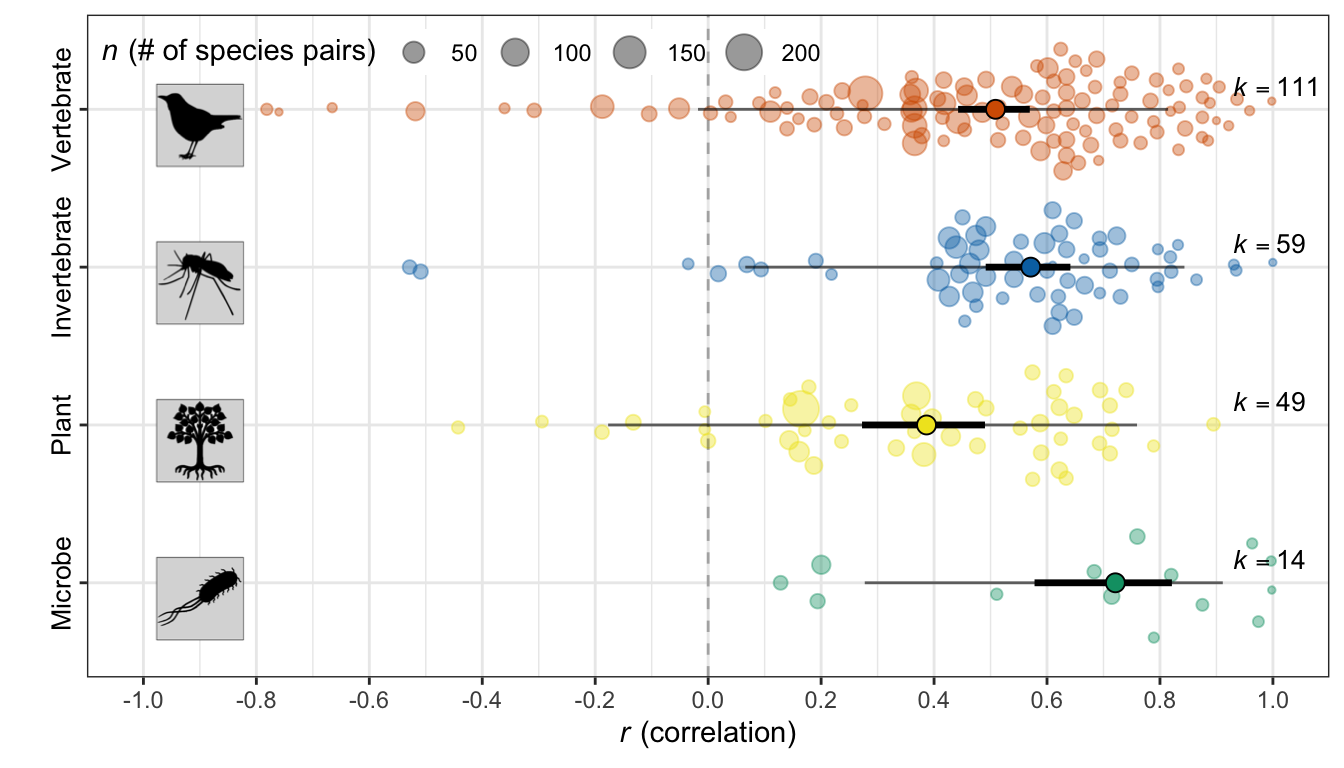 n (# of species pairs) 50 100 150 200
Vertebrate
k = 111
Invertebrate
k = 59
Plant
k = 49
Microbe
k = 14
-1.0 -0.8 -0.6 -0.4 -0.2 0.0 0.2 0.4 0.6 0.8 1.0
r (correlation)